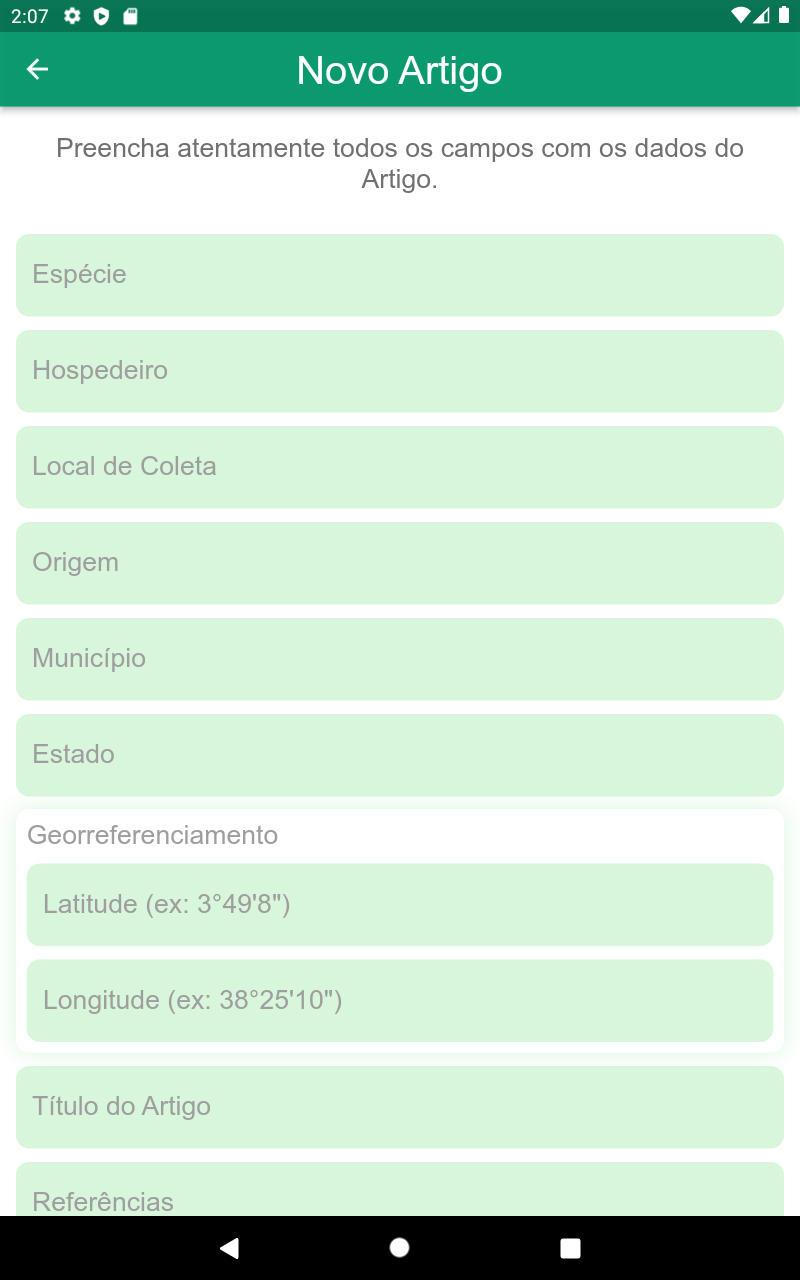 2:07
Novo Artigo
Preencha atentamente todos os campos com os dados do
Artigo.
Espécie
Hospedeiro
Local de Coleta
Origem
Município
Estado
Georreferenciamento
Latitude (ex: 3°49'8")
Longitude (ex: 38°25'10")
Título do Artigo
Referências